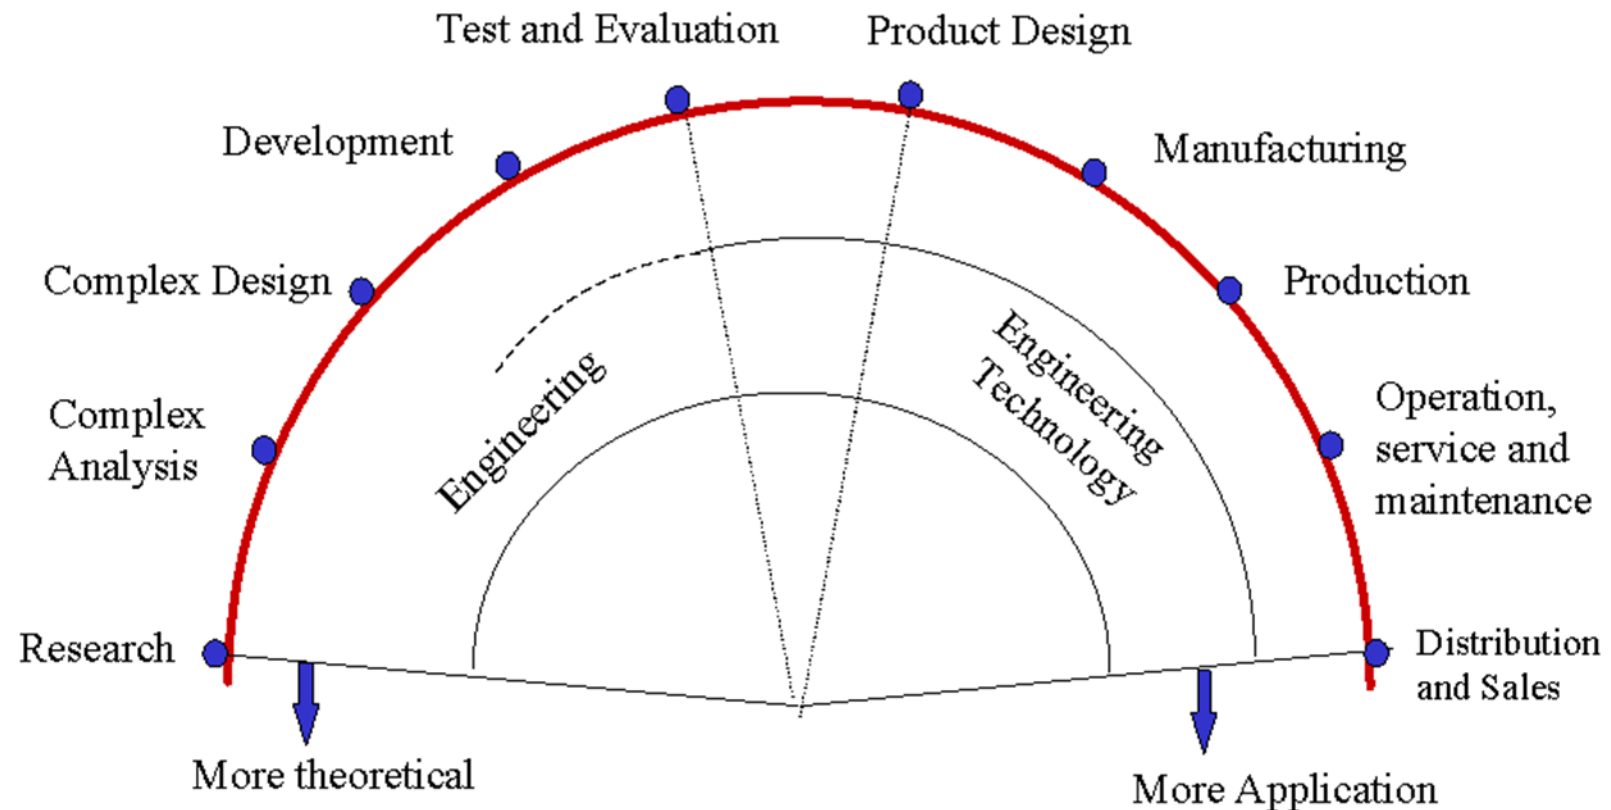 Test and Evaluation
Product Design
Development
Manufacturing
Complex Design
Production
Engineering
Engineering
Technology
Complex
Analysis
Operation,
service and
maintenance
Research
Distribution
and Sales
More theoretical
More Application